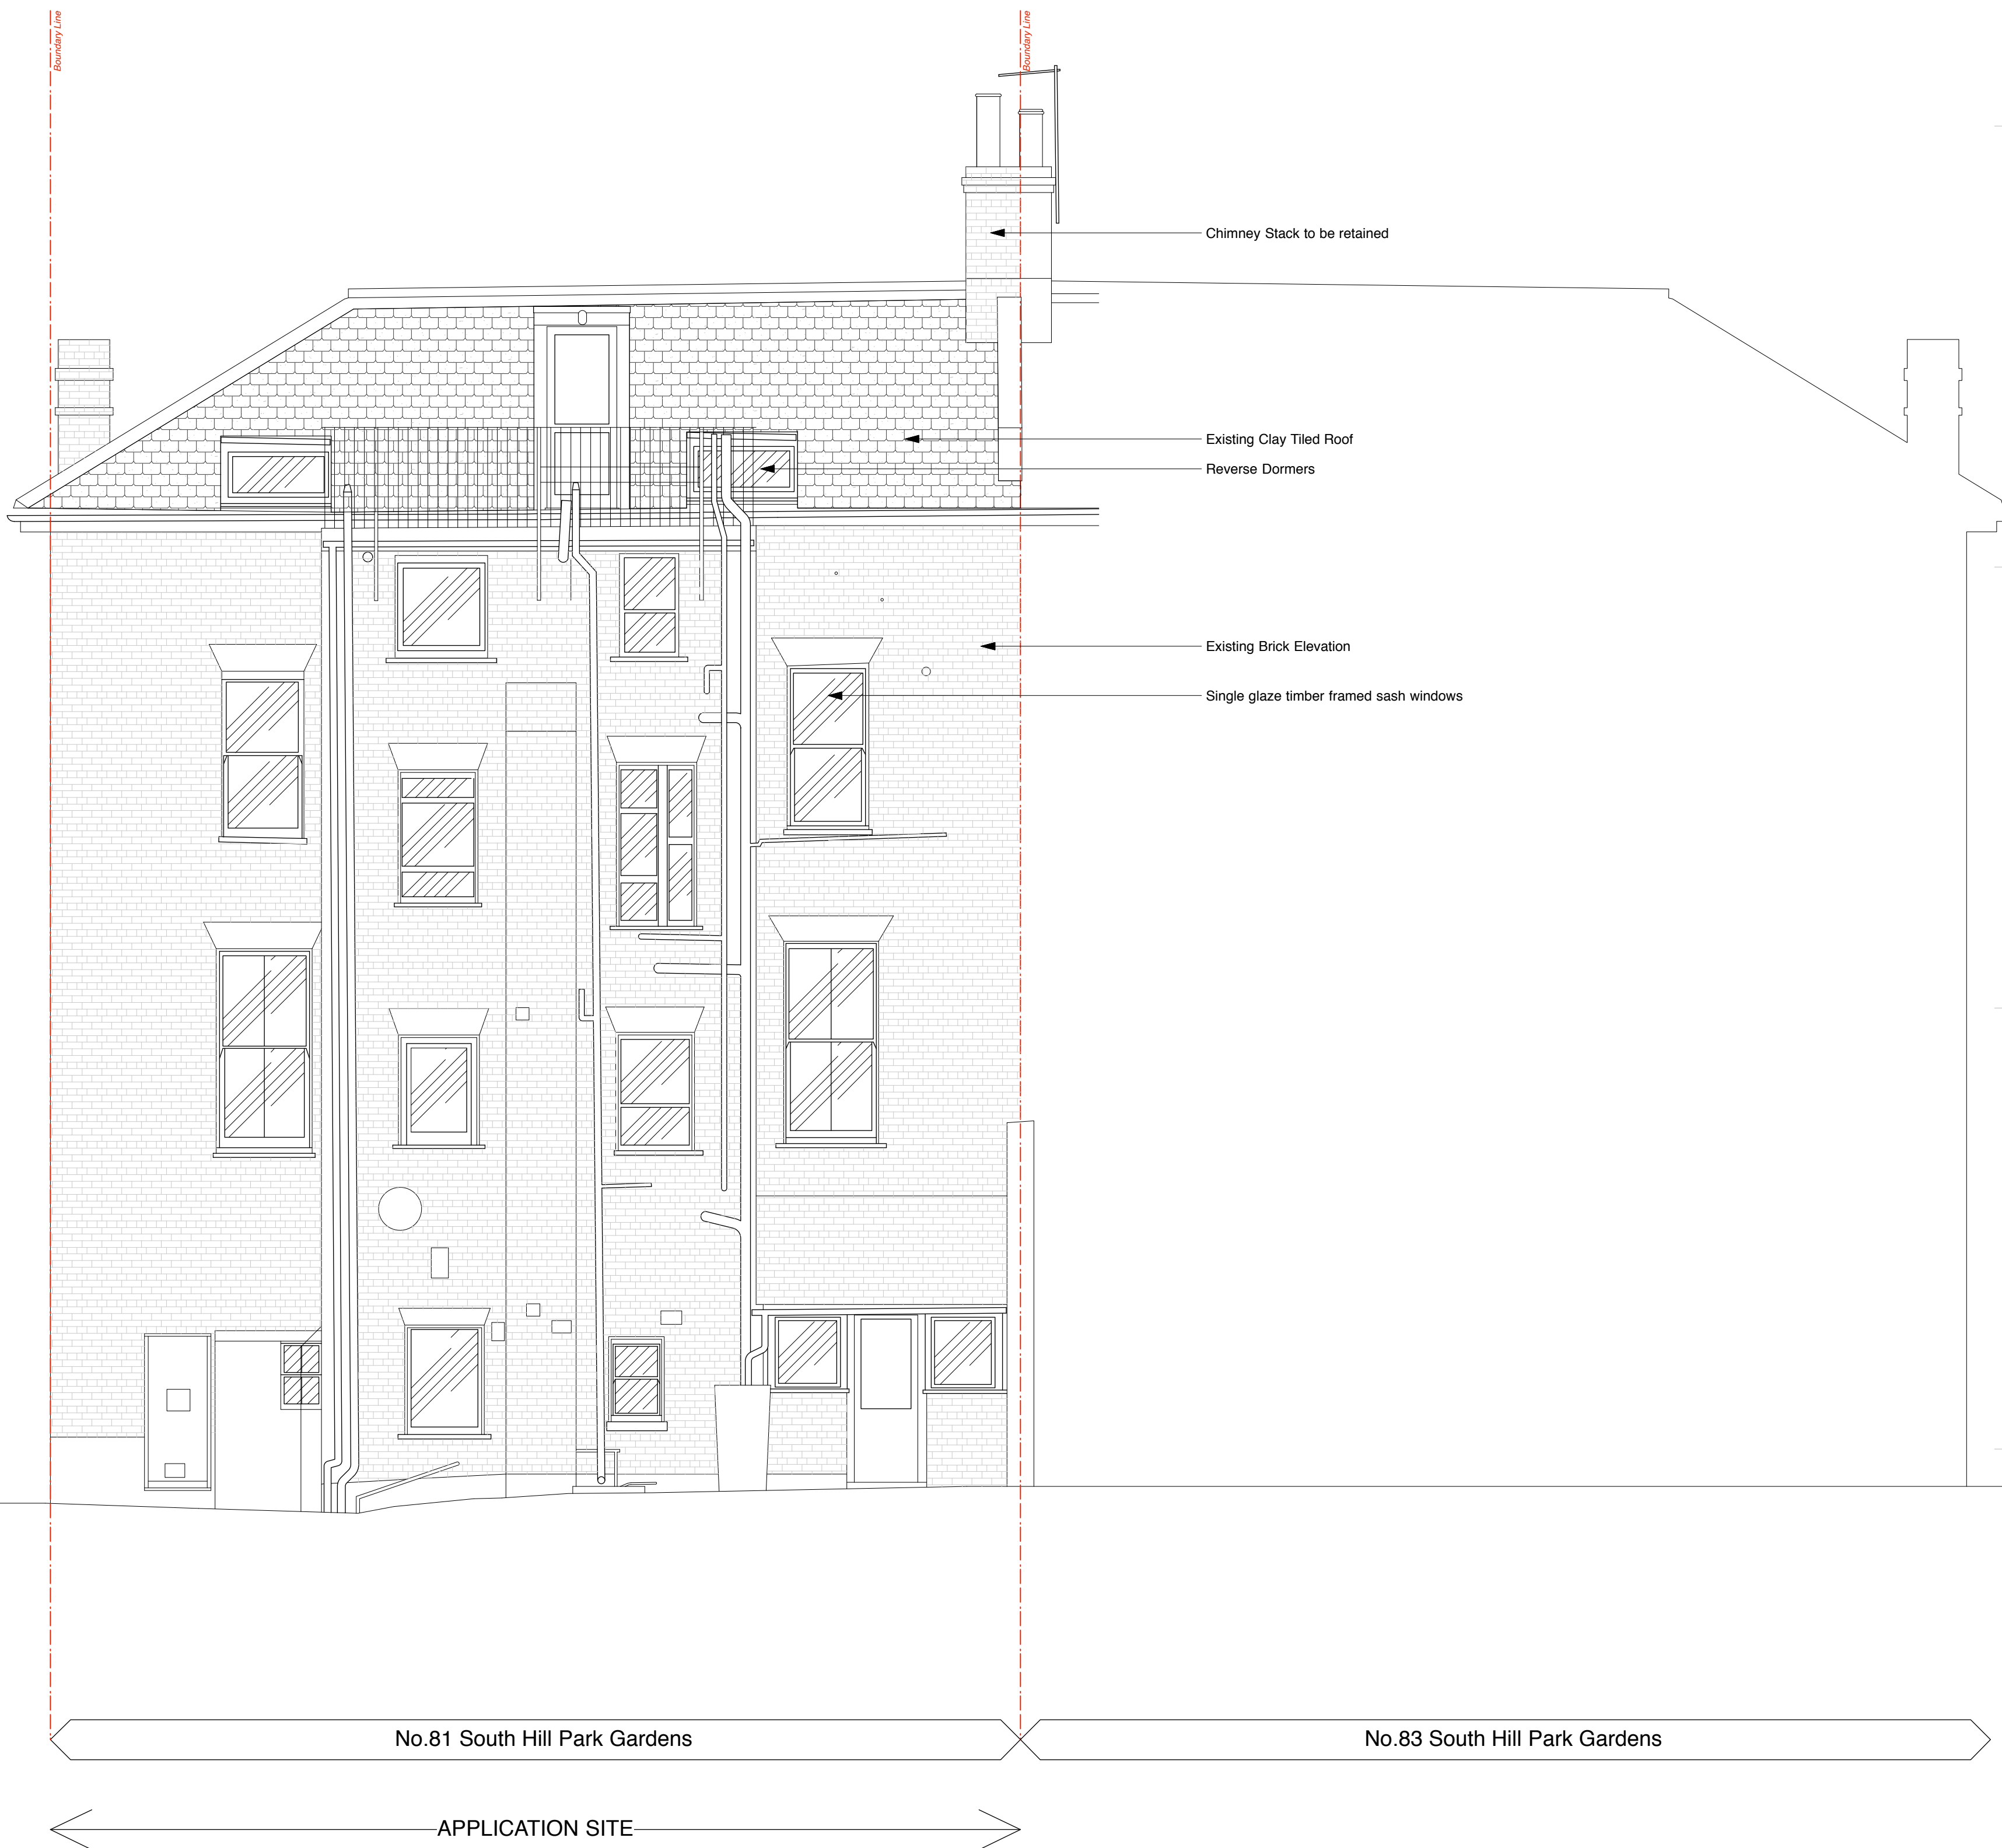 Boundary Line
Boundary Line
Chimney Stack to be retained
Existing Clay Tiled Roof
Reverse Dormers
Existing Brick Elevation
Single glaze timber framed sash windows
No.81 South Hill Park Gardens
No.83 South Hill Park Gardens
APPLICATION SITE